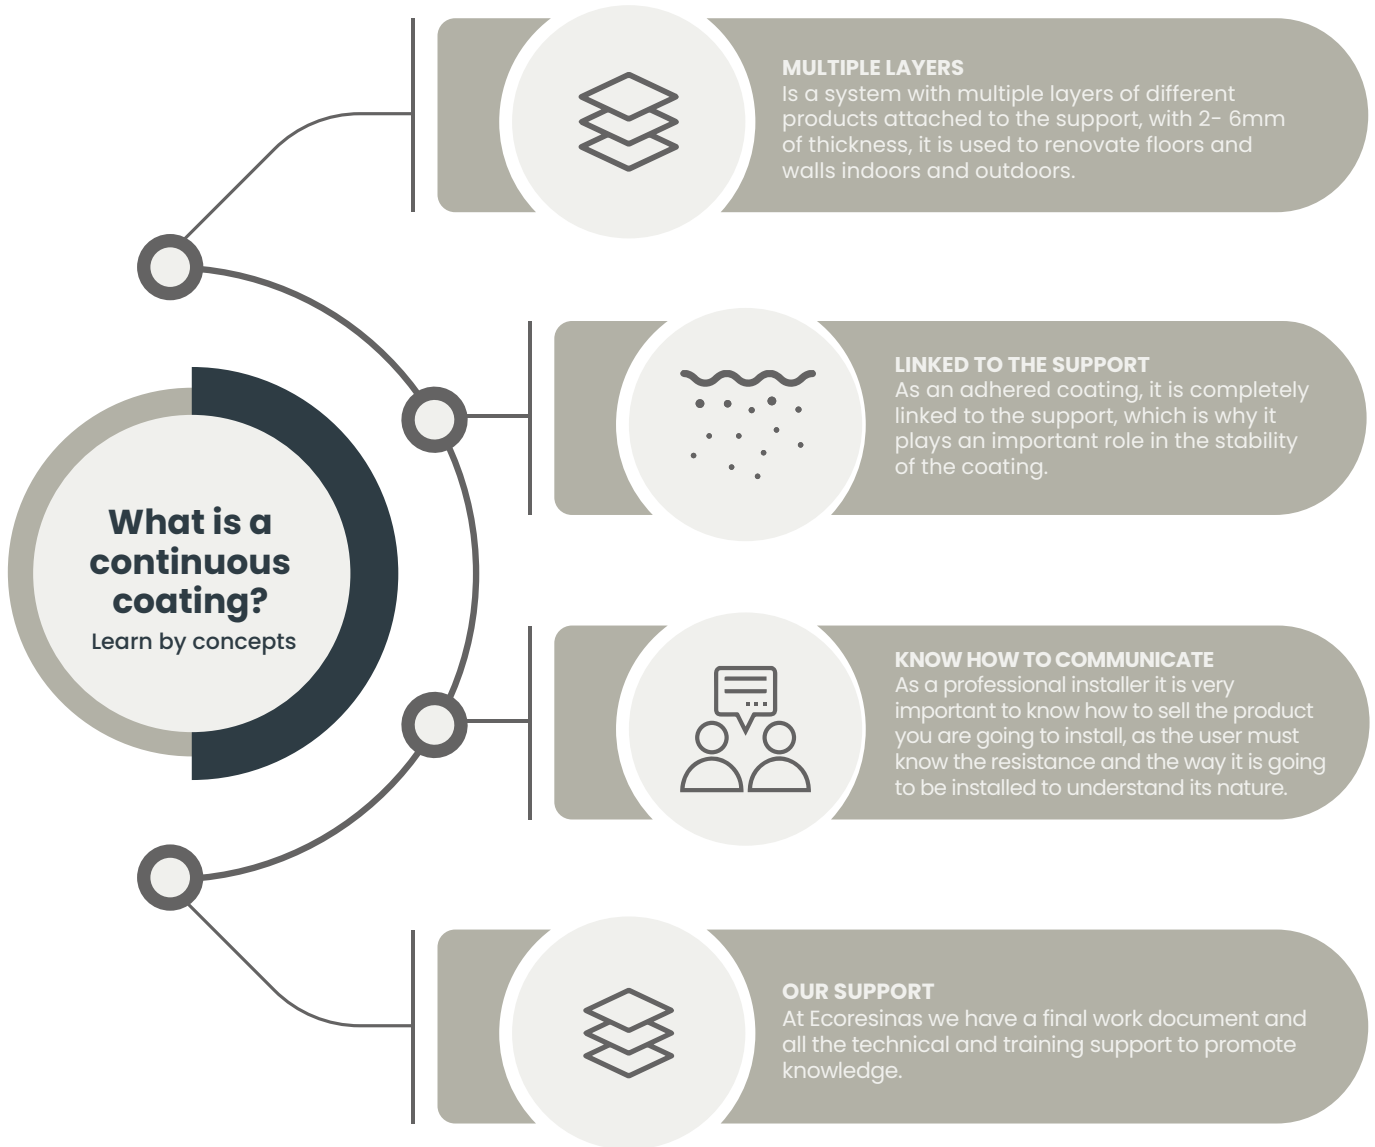 What is a
continuous
coating?
Learn by concepts
MULTIPLE LAYERS
Is a system with multiple layers of different
products attached to the support, with 2- 6mm
of thickness, it is used to renovate floors and
walls indoors and outdoors.
LINKED TO THE SUPPORT
As an adhered coating, it is completely
linked to the support, which is why it
plays an important role in the stability
of the coating.
KNOW HOW TO COMMUNICATE
As a professional installer it is very
important to know how to sell the product
you are going to install, as the user must
know the resistance and the way it is going
to be installed to understand its nature.
OUR SUPPORT
At Ecoresinas we have a final work document and
all the technical and training support to promote
knowledge.